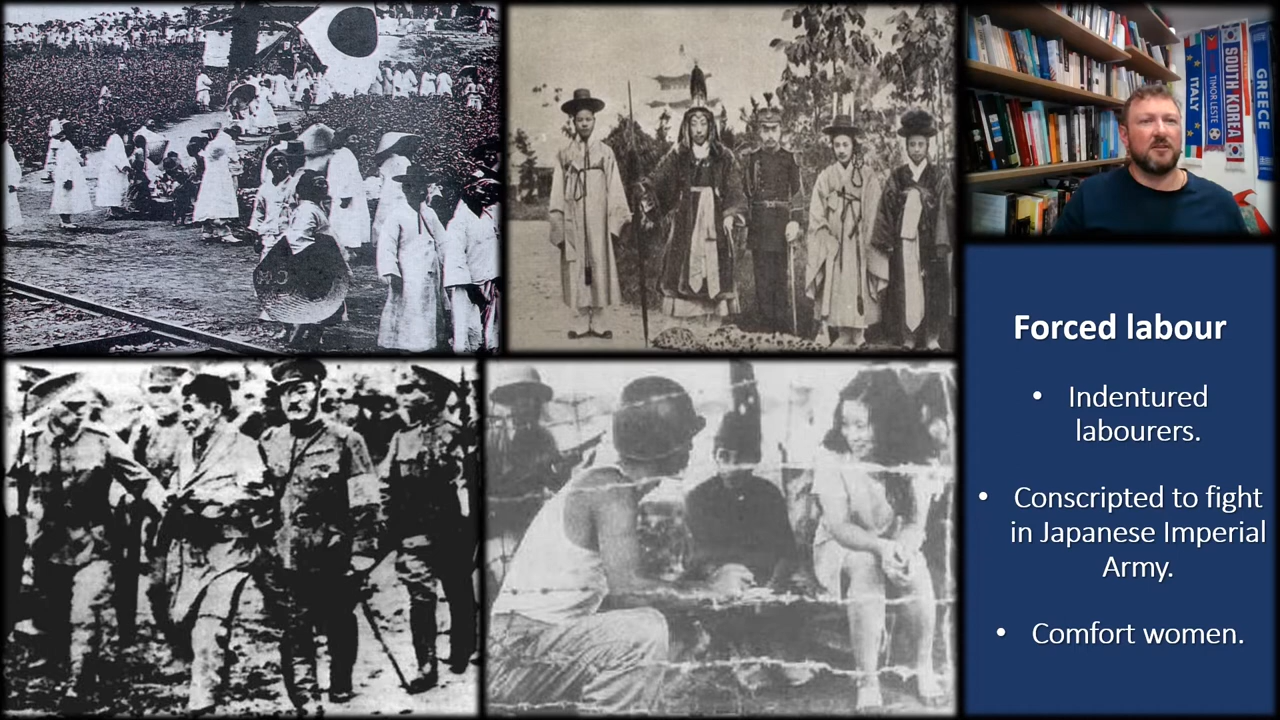 ITALY
TIMOR LESTE
SOUTH KOREA
GREECE
Forced labour
• Indentured
labourers.
• Conscripted to fight
in Japanese Imperial
Army.
• Comfort women.